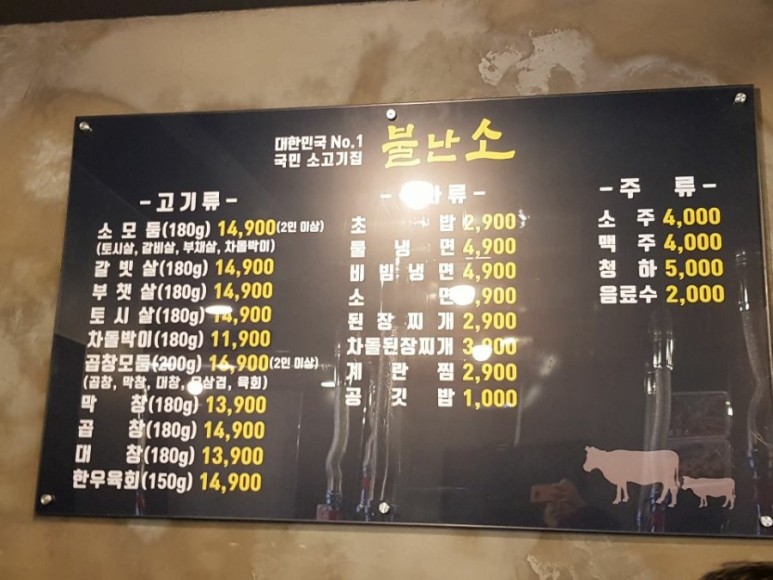 대한민국 No.1
국민 소고기집
불난소
-고기류-
소모둠(180g) 14,900(2인 이상)
(토시살, 갈비살, 부채살, 차돌박이)
갈빗살(180g) 14,900
부챗살(180g) 14,900
토시살(180g) 14,900
차돌박이(180g) 11,900
곱창모둠(200g) 16,900(2인 이상)
(곱창, 막창, 대창, 육회)
막창(180g) 13,900
곱창(180g) 14,900
대창(180g) 13,900
한우육회(150g) 14,900
류-
2,900
물냉면 4,900
비빔냉면 4,900
된장찌개 2,900
차돌된장찌개 3,900
계란찜 2,900
공깃밥 1,000
-주류-
소주 4,000
맥주 4,000
청하 5,000
음료수 2,000